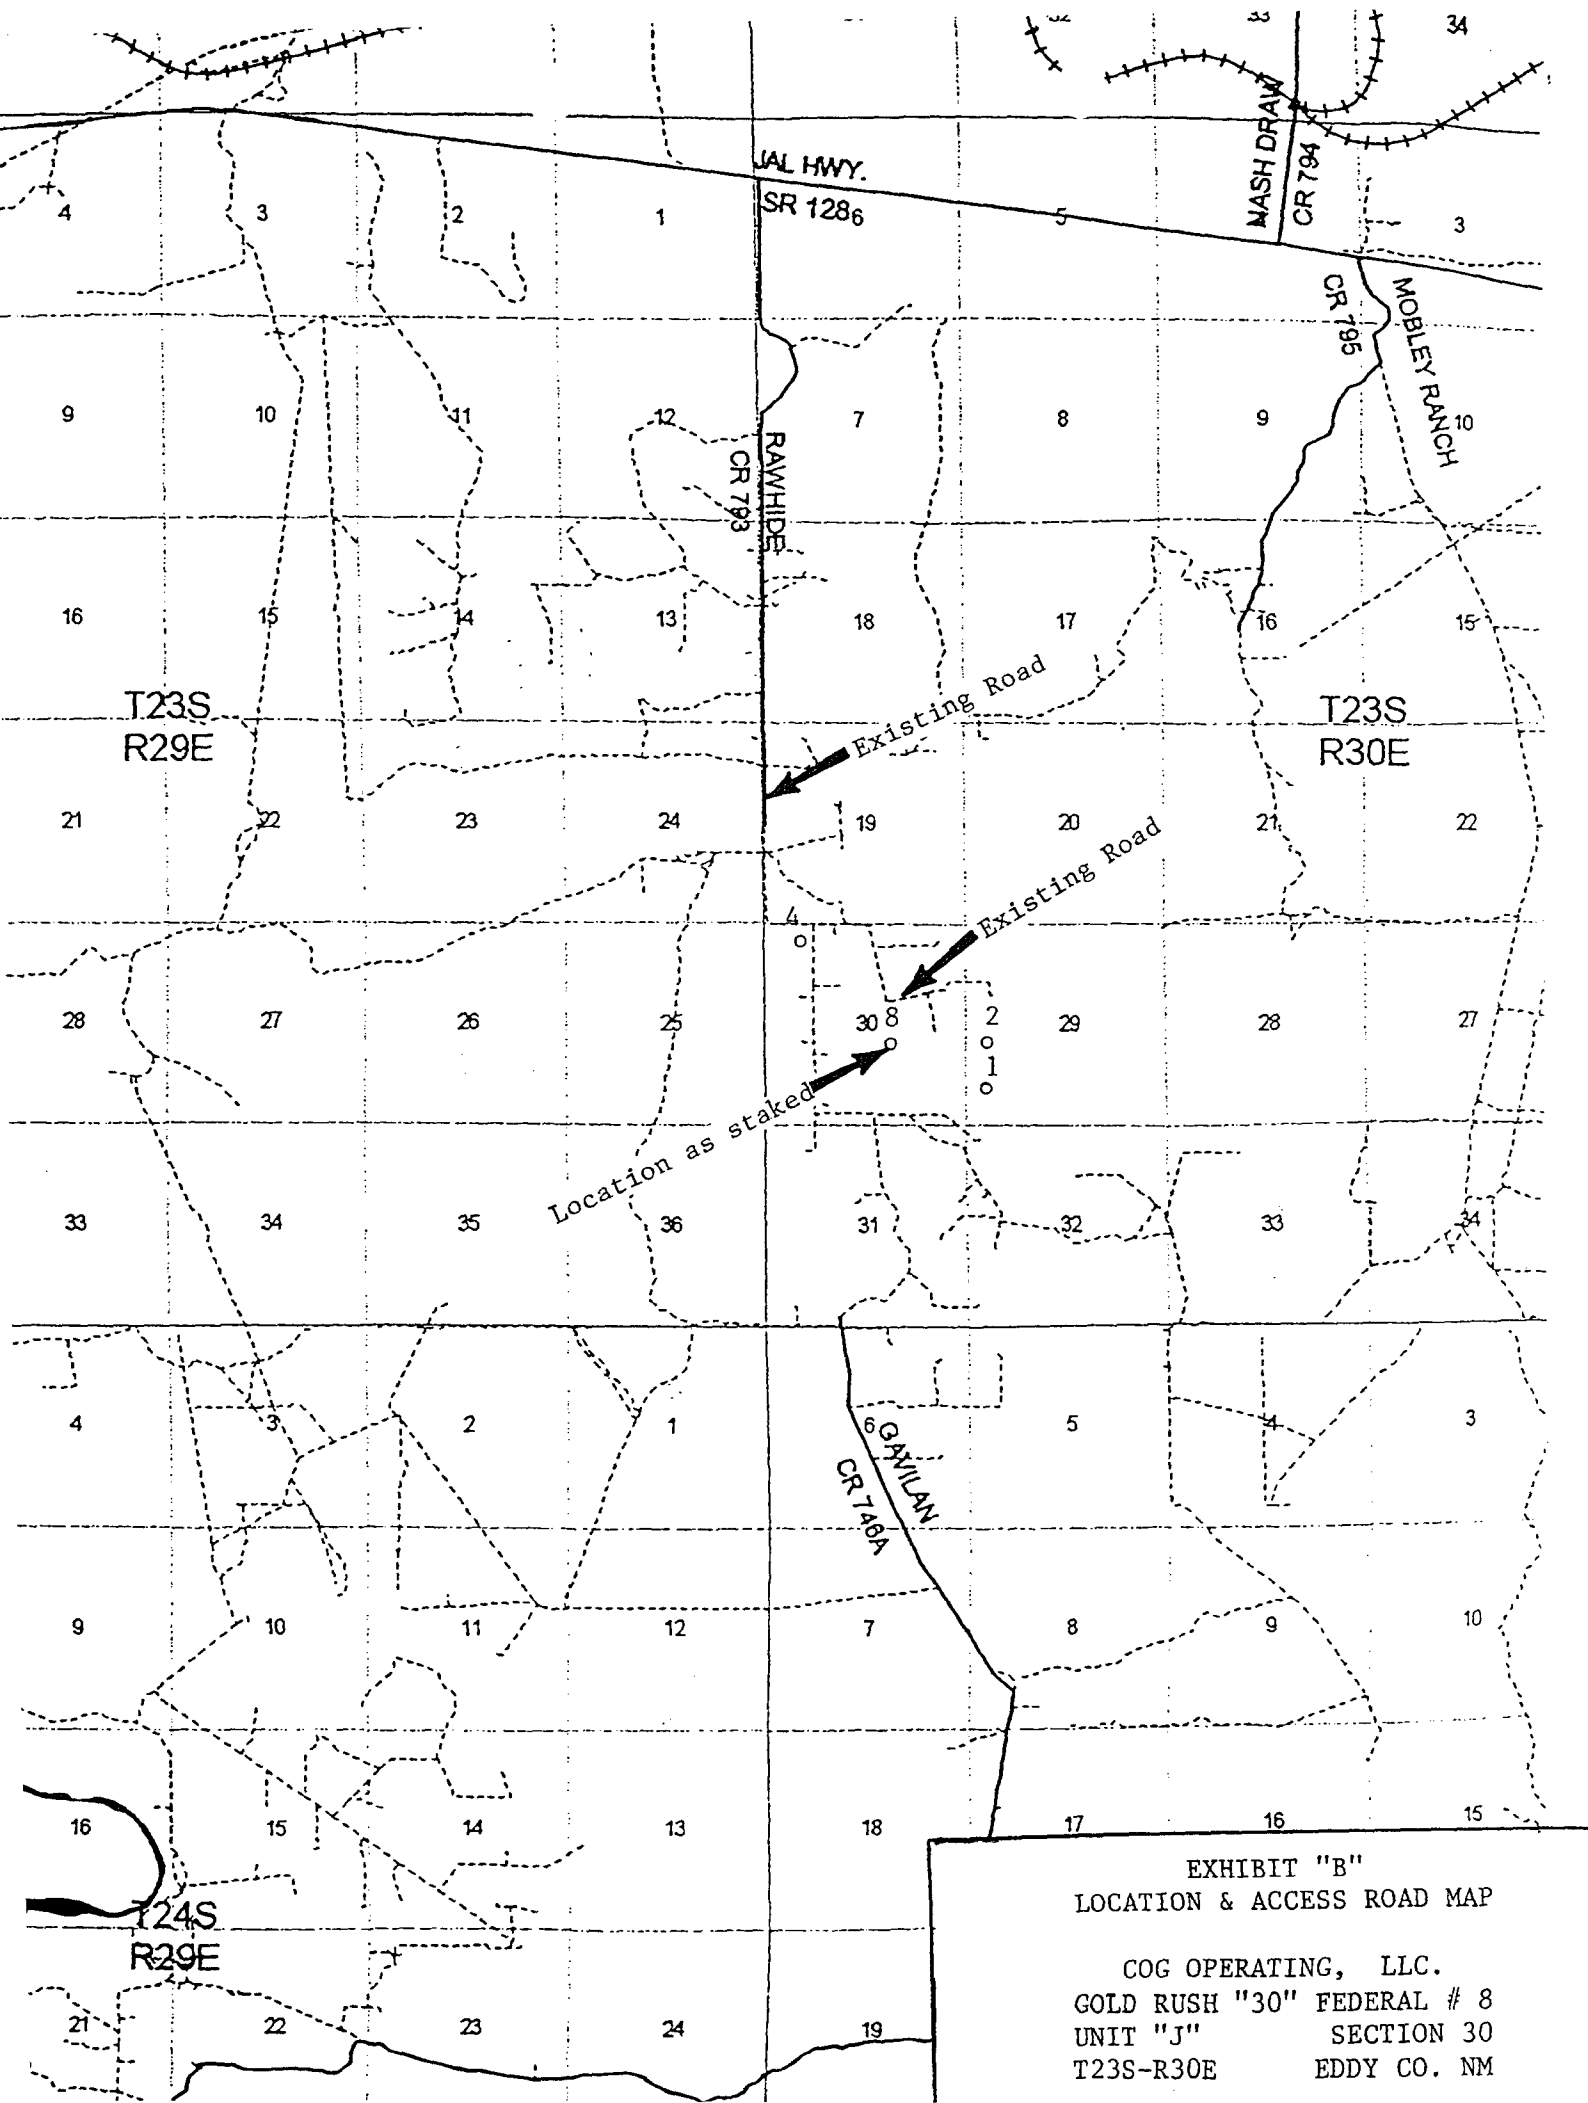 32 33 34
JAL HWY.
SR 128
NASH DRAW
CR 794
4 3 2 1 6 5 3
CR 795
MOBLEY RANCH
9 10 11 12 7 8 9 10
RAWHIDE
CR 793
16 15 14 13 18 17 16 15
T23S
R29E
T23S
R30E
Existing Road
21 22 23 24 19 20 21 22
Existing Road
4
28 27 26 25 30 8 2 29 28 27
1
Location as staked
33 34 35 36 31 32 33 34
4 3 2 1 6 5 4 3
GAVILAN
CR 746A
9 10 11 12 7 8 9 10
16 15 14 13 18 17 16 15
T24S
R29E
21 22 23 24 19
EXHIBIT "B"
LOCATION & ACCESS ROAD MAP
COG OPERATING, LLC.
GOLD RUSH "30" FEDERAL # 8
UNIT "J" SECTION 30
T23S-R30E EDDY CO. NM